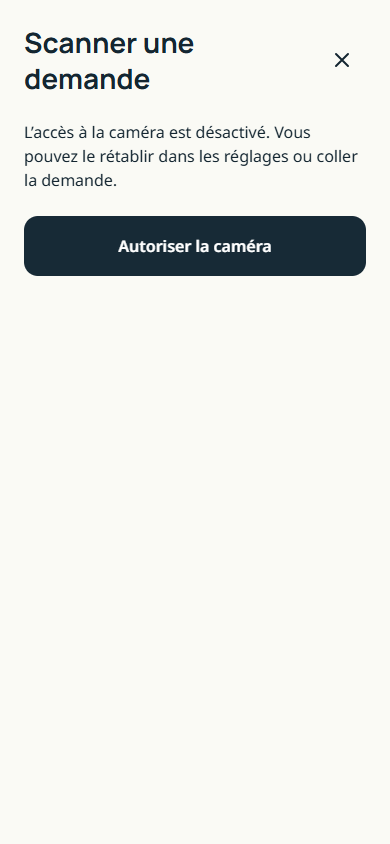 Scanner une
demande
L’accès à la caméra est désactivé. Vous
pouvez le rétablir dans les réglages ou coller
la demande.
Autoriser la caméra